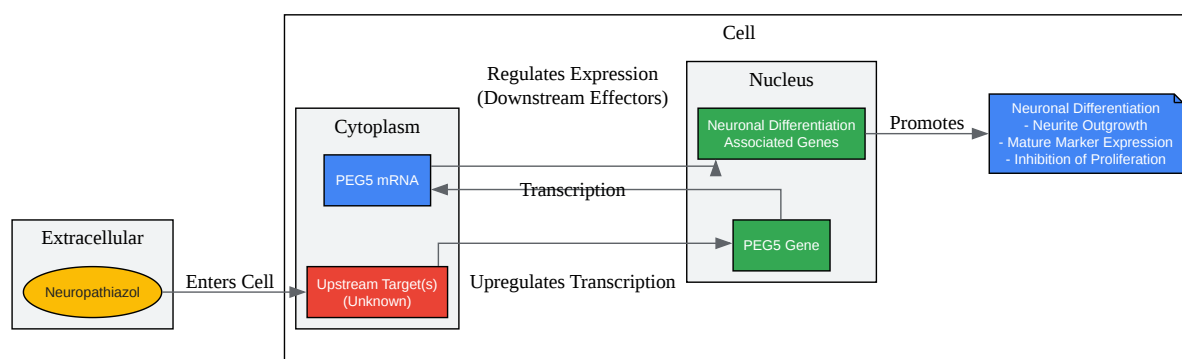 Cell
Regulates Expression
(Downstream Effectors)
Nucleus
Neuronal Differentiation
Associated Genes
Promotes
Neuronal Differentiation
- Neurite Outgrowth
- Mature Marker Expression
- Inhibition of Proliferation
Cytoplasm
PEG5 mRNA
Transcription
PEG5 Gene
Extracellular
Neuropathiazol
Enters Cell
Upstream Target(s)
(Unknown)
Upregulates Transcription